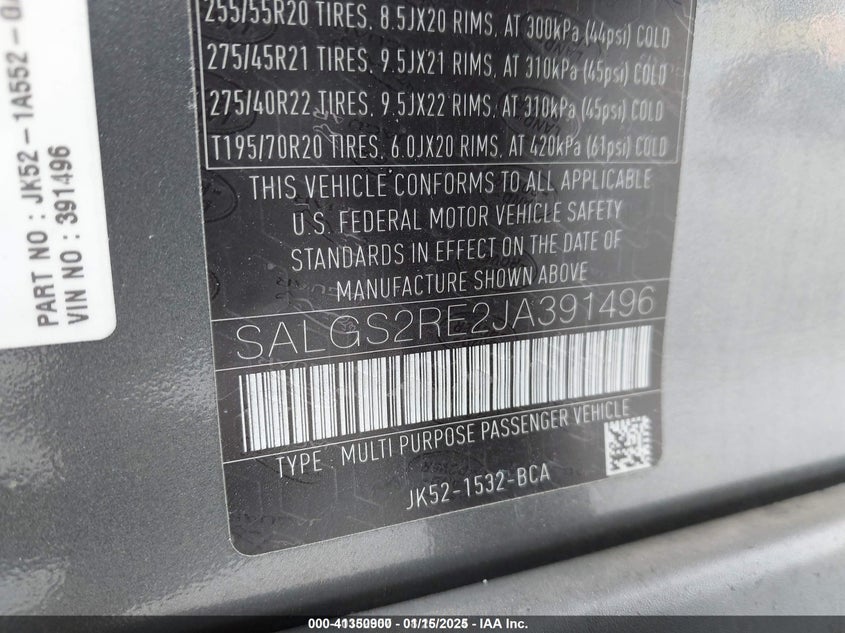 255/55R20 TIRES, 8.5JX20 RIMS, AT 300kPa (44psi) COLD
275/45R21 TIRES, 9.5JX21 RIMS, AT 310kPa (45psi) COLD
275/40R22 TIRES, 9.5JX22 RIMS, AT 310kPa (45psi) COLD
T195/70R20 TIRES, 6.0JX20 RIMS, AT 420kPa (61psi) COLD
THIS VEHICLE CONFORMS TO ALL APPLICABLE
U.S. FEDERAL MOTOR VEHICLE SAFETY
STANDARDS IN EFFECT ON THE DATE OF
MANUFACTURE SHOWN ABOVE
SALGS2RE2JA391496
TYPE : MULTI PURPOSE PASSENGER VEHICLE
JK52-1532-BCA
PART NO : JK52-1A552-0
VIN NO : 391496
000-41350900 - 01/15/2025 - IAA Inc.